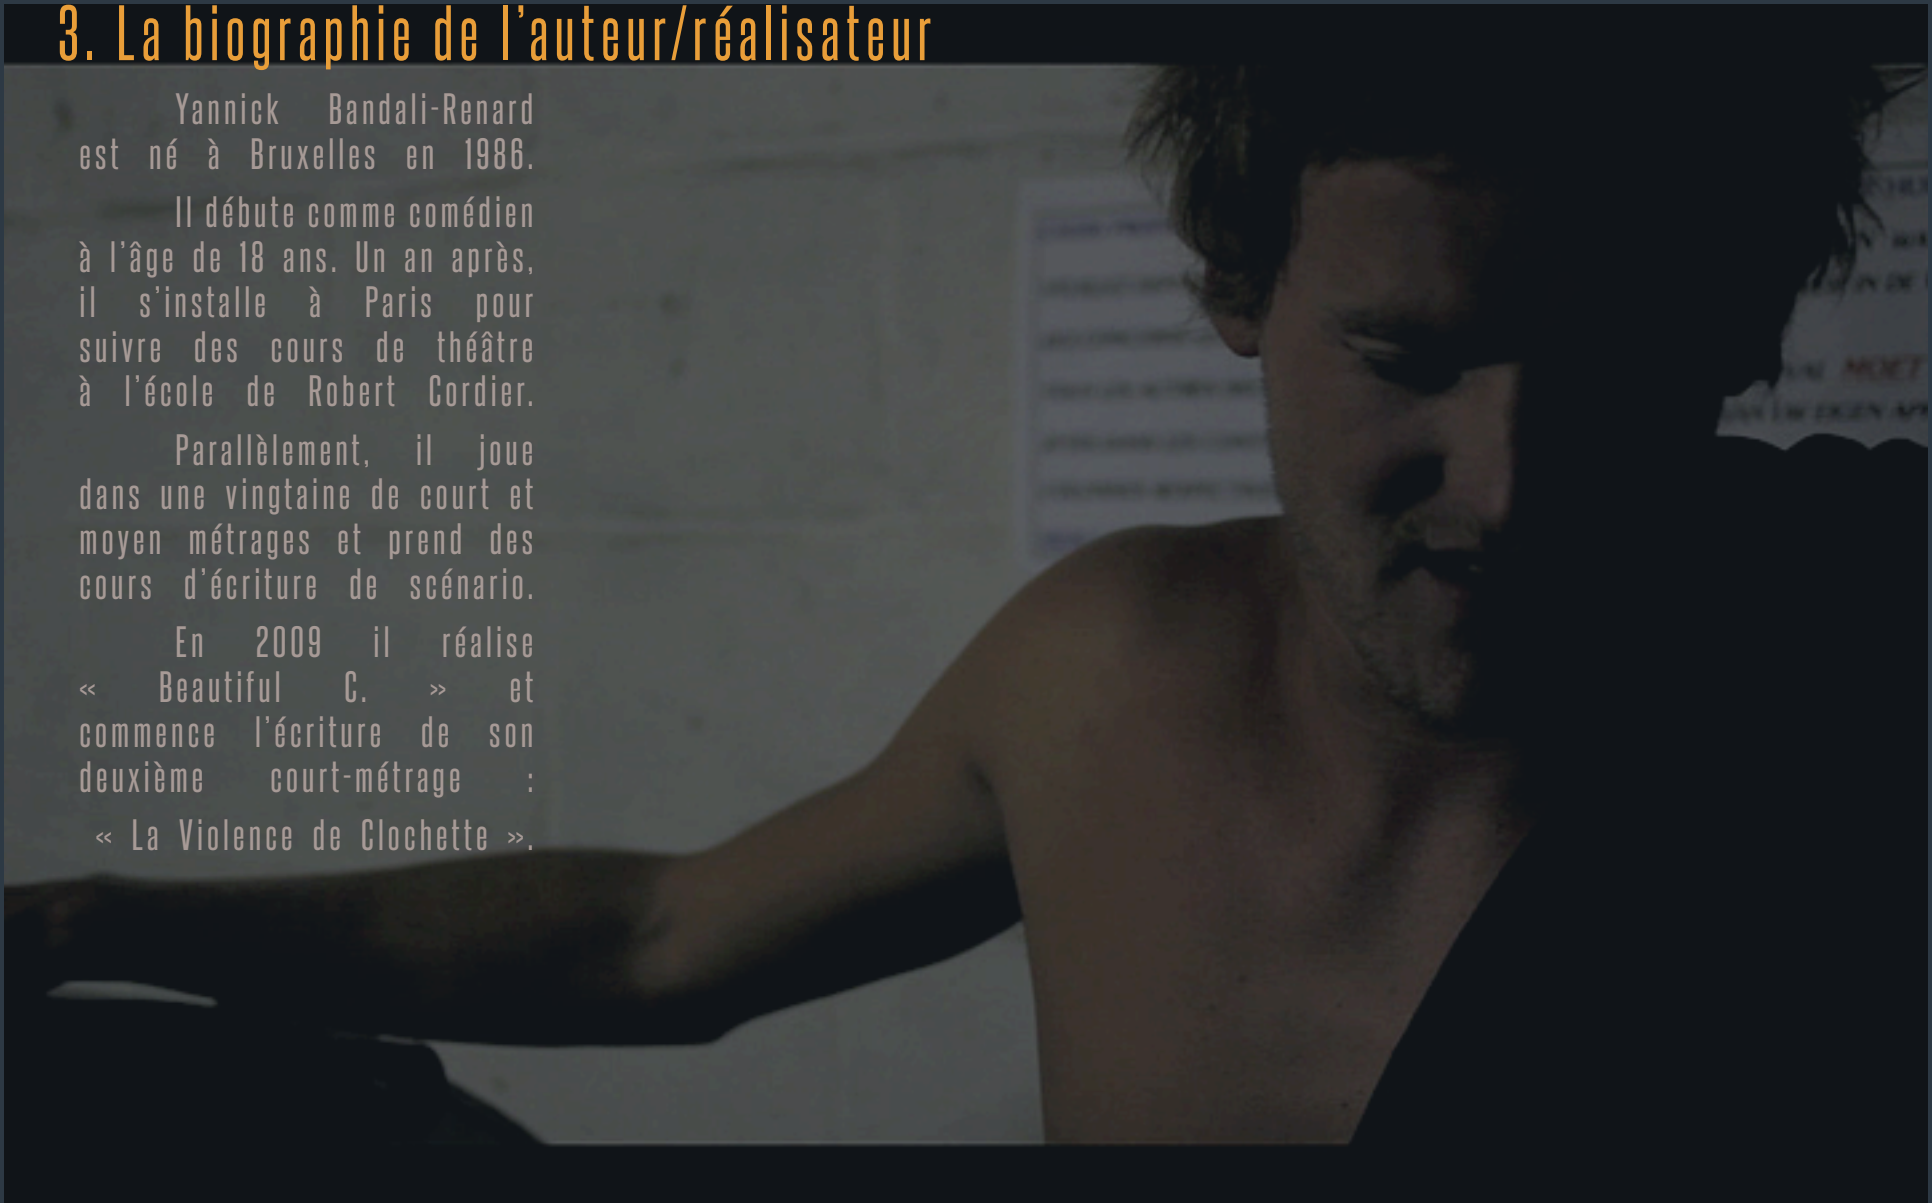 3. La biographie de l'auteur/réalisateur
Yannick Bandali-Renard
est né à Bruxelles en 1986.
Il débute comme comédien
à l'âge de 18 ans. Un an après,
il s'installe à Paris pour
suivre des cours de théâtre
à l'école de Robert Cordier.
Parallèlement, il joue
dans une vingtaine de court et
moyen métrages et prend des
cours d'écriture de scénario.
En 2009 il réalise
« Beautiful C. » et
commence l'écriture de son
deuxième court-métrage :
« La Violence de Clochette ».
MOET